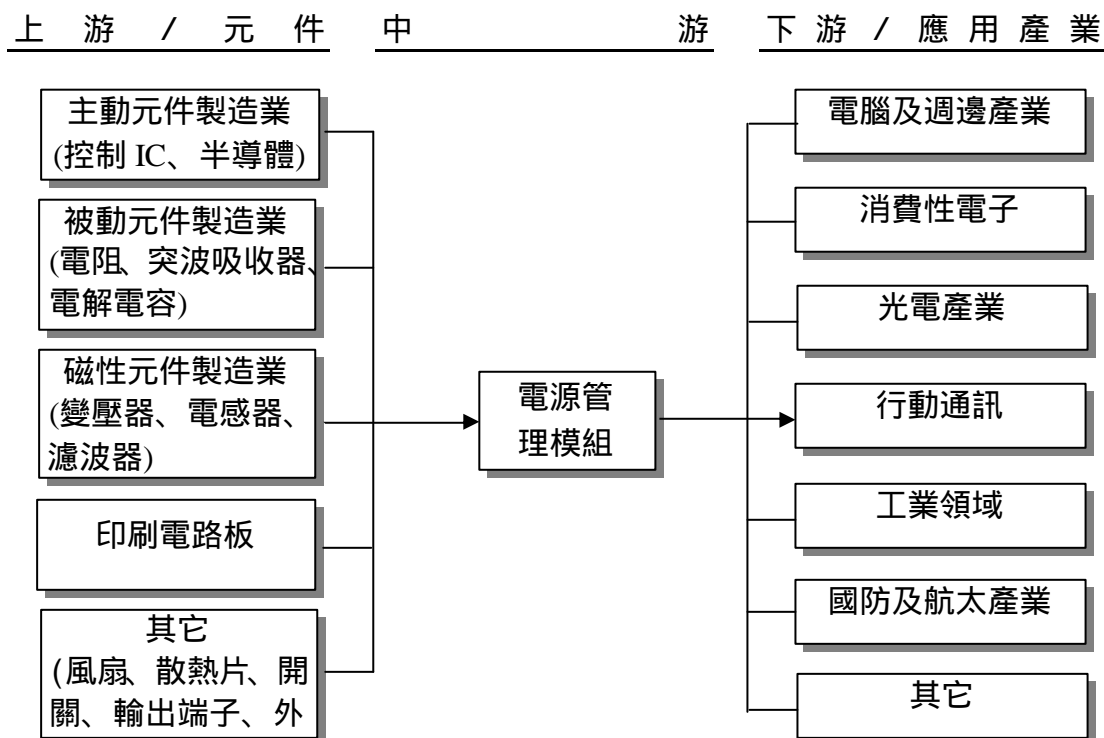 上游/元件
中游
下游/應用產業
主動元件製造業
(控制 IC、半導體)
被動元件製造業
(電阻、突波吸收器、
電解電容)
磁性元件製造業
(變壓器、電感器、
濾波器)
印刷電路板
其它
(風扇、散熱片、開
關、輸出端子、外
電源管
理模組
電腦及週邊產業
消費性電子
光電產業
行動通訊
工業領域
國防及航太產業
其它